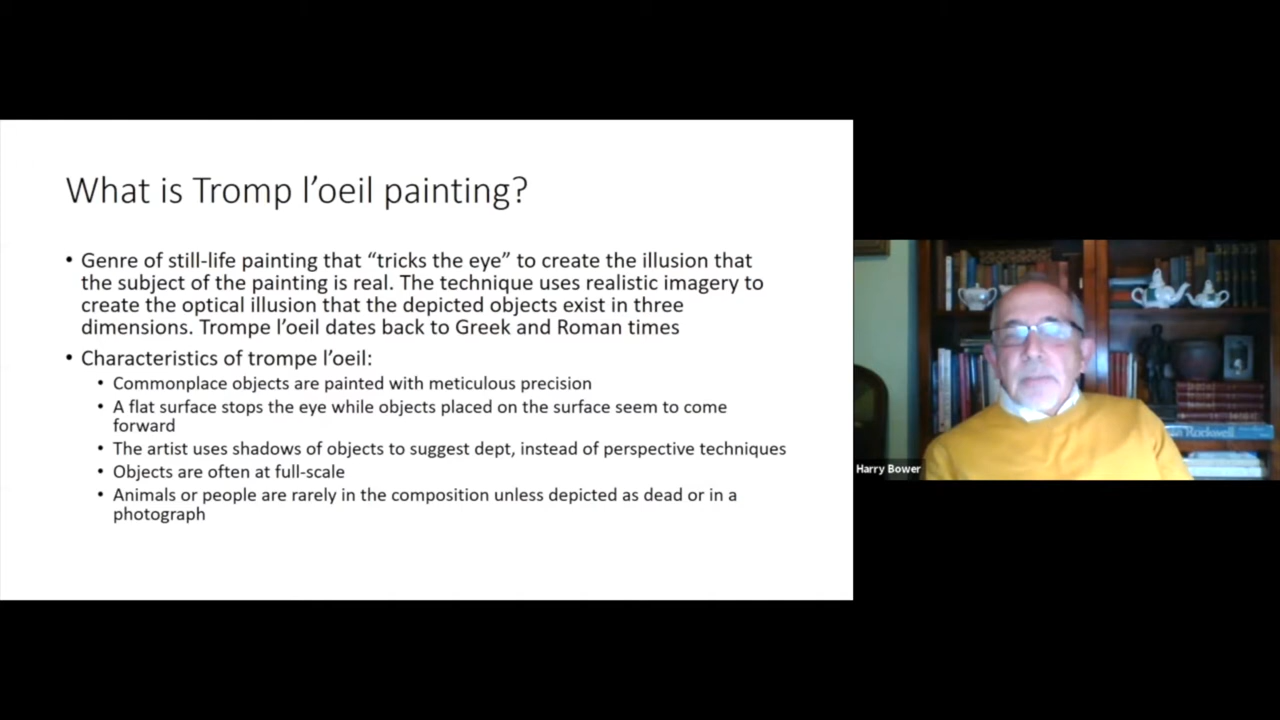 What is Tromp l’oeil painting?
• Genre of still-life painting that “tricks the eye” to create the illusion that
the subject of the painting is real. The technique uses realistic imagery to
create the optical illusion that the depicted objects exist in three
dimensions. Trompe l’oeil dates back to Greek and Roman times
• Characteristics of trompe l’oeil:
• Commonplace objects are painted with meticulous precision
• A flat surface stops the eye while objects placed on the surface seem to come
forward
• The artist uses shadows of objects to suggest dept, instead of perspective techniques
• Objects are often at full-scale
• Animals or people are rarely in the composition unless depicted as dead or in a
photograph
Rockwell
Harry Bower